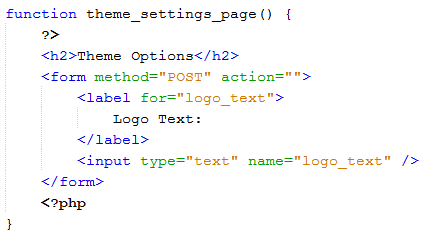 function theme_settings_page() {
    ?>
    <h2>Theme Options</h2>
    <form method="POST" action="">
        <label for="logo_text">
            Logo Text:
        </label>
        <input type="text" name="logo_text" />
    </form>
    <?php
}